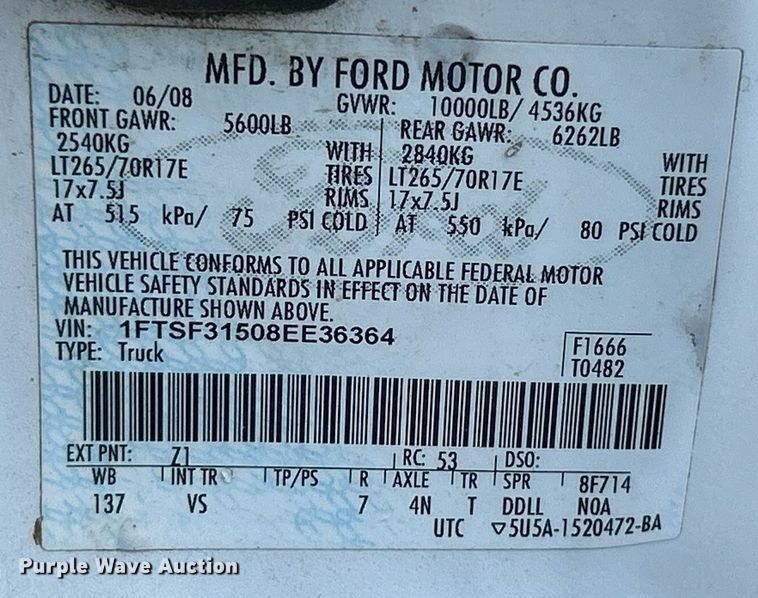 MFD. BY FORD MOTOR CO.
DATE: 06/08 GVWR: 10000LB/ 4536KG
FRONT GAWR: 5600LB REAR GAWR: 6262LB
2540KG WITH 2840KG WITH
LT265/70R17E TIRES LT265/70R17E TIRES
17x7.5J RIMS 17x7.5J RIMS
AT 515 kPa/ 75 PSI COLD AT 550 kPa/ 80 PSI COLD
THIS VEHICLE CONFORMS TO ALL APPLICABLE FEDERAL MOTOR
VEHICLE SAFETY STANDARDS IN EFFECT ON THE DATE OF
MANUFACTURE SHOWN ABOVE.
VIN: 1FTSF31508EE36364
TYPE: Truck F1666
T0482
EXT PNT: Z1 RC: 53 DSO:
WB INT TR TP/PS R AXLE TR SPR 8F714
137 VS 7 4N T DDLL NOA
UTC ▽5U5A-1520472-BA
Purple Wave Auction